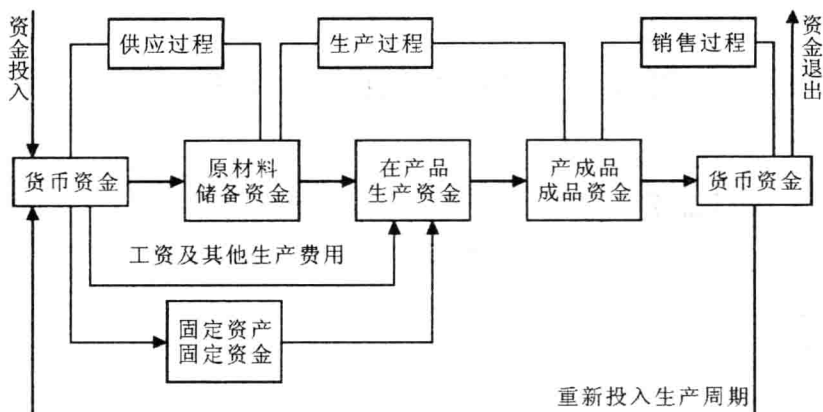 资金投入
供应过程
生产过程
销售过程
资金退出
货币资金
原材料
储备资金
在产品
生产资金
产成品
成品资金
货币资金
工资及其他生产费用
固定资产
固定资金
重新投入生产周期